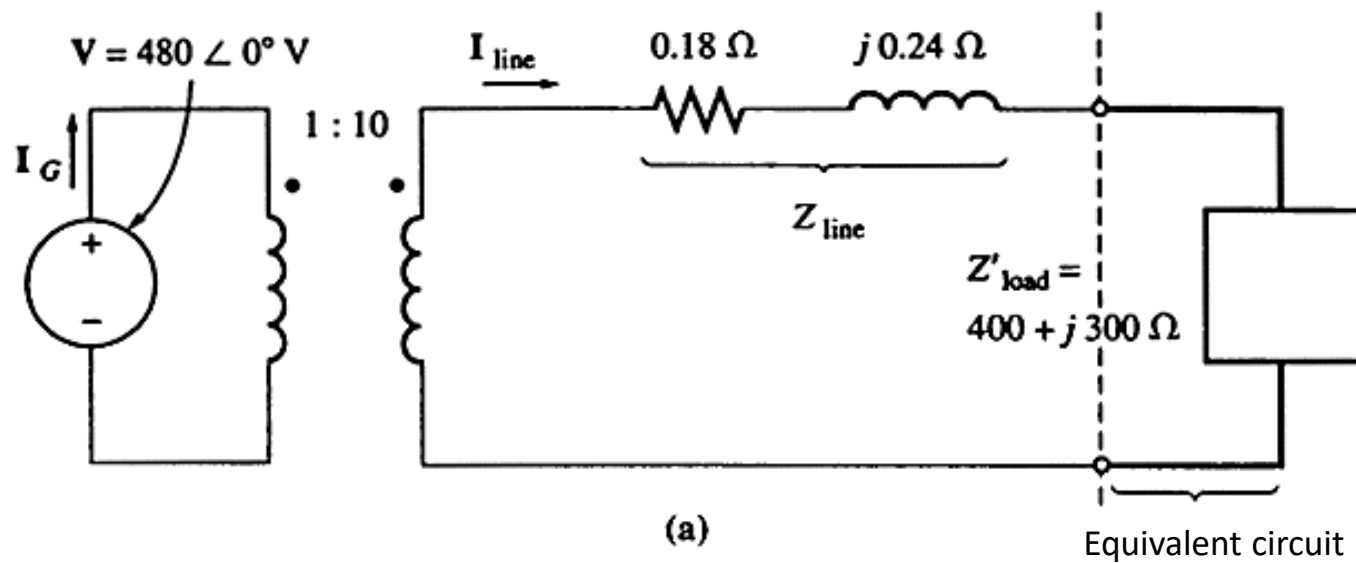 V = 480 ∠ 0° V
I line
0.18 Ω
j 0.24 Ω
1 : 10
I G
+
–
Z line
Z′load =
400 + j 300 Ω
(a)
Equivalent circuit